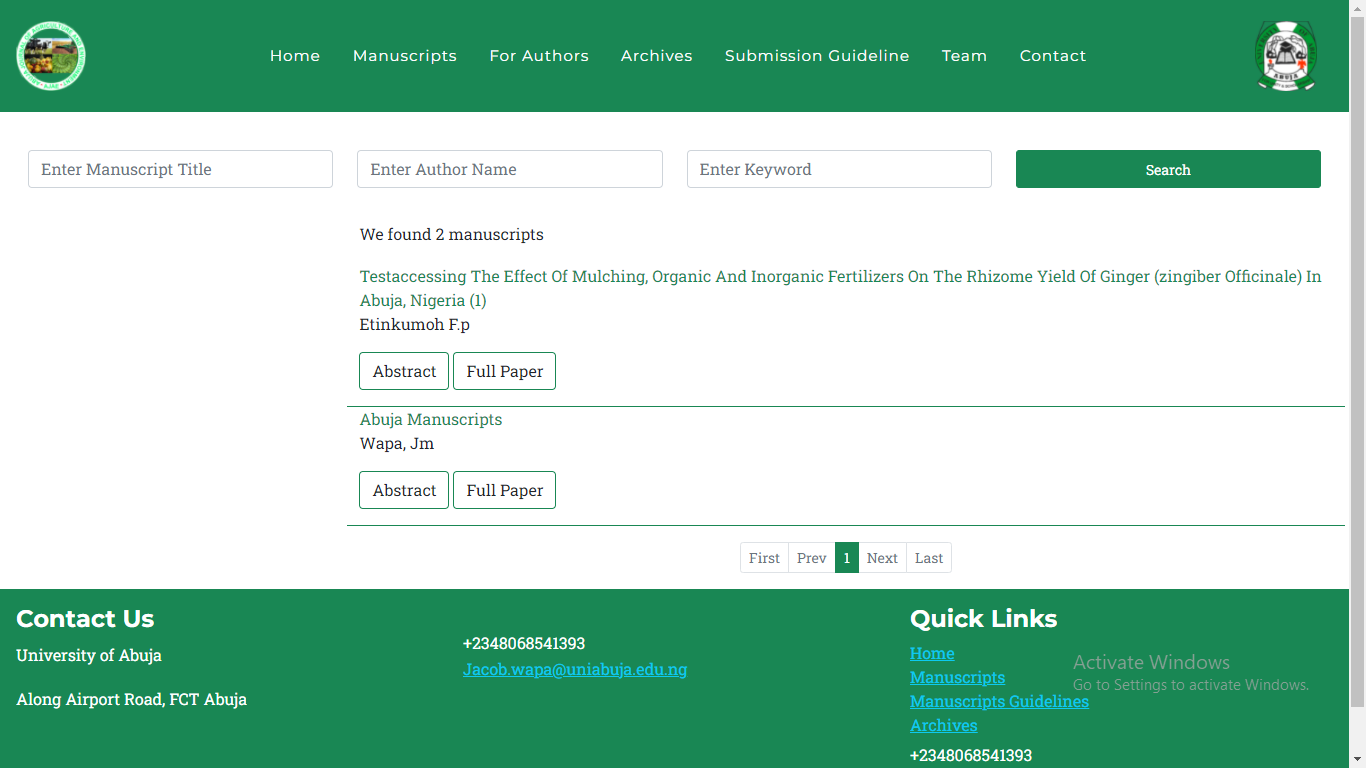 Home Manuscripts For Authors Archives Submission Guideline Team Contact
ABUJA
Enter Manuscript Title Enter Author Name Enter Keyword Search
We found 2 manuscripts
Testaccessing The Effect Of Mulching, Organic And Inorganic Fertilizers On The Rhizome Yield Of Ginger (zingiber Officinale) In
Abuja, Nigeria (1)
Etinkumoh F.p
Abstract Full Paper
Abuja Manuscripts
Wapa, Jm
Abstract Full Paper
First Prev 1 Next Last
Contact Us
University of Abuja
Along Airport Road, FCT Abuja
+2348068541393
Jacob.wapa@uniabuja.edu.ng
Quick Links
Home
Manuscripts
Manuscripts Guidelines
Archives
+2348068541393
Activate Windows
Go to Settings to activate Windows.